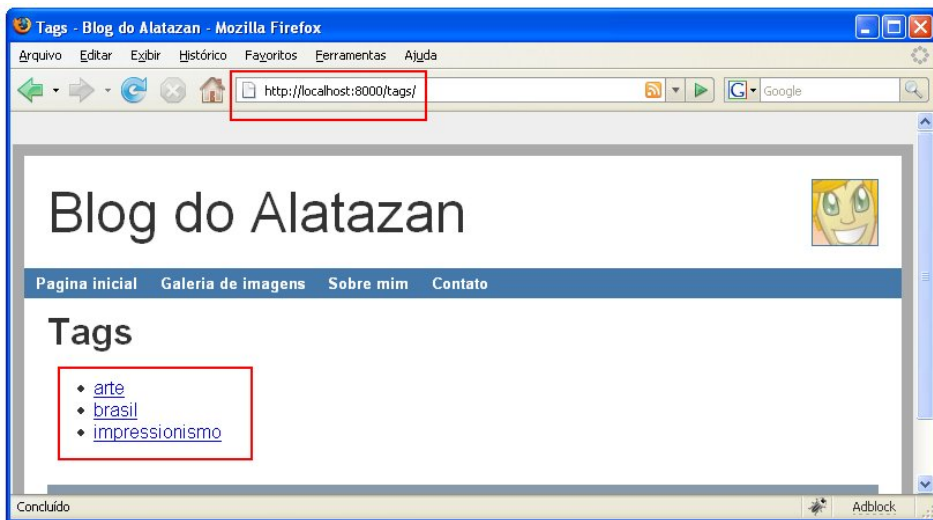 Tags - Blog do Alatazan - Mozilla Firefox
Arquivo Editar Exibir Histórico Favoritos Ferramentas Ajuda
http://localhost:8000/tags/ G Google
Blog do Alatazan
Pagina inicial Galeria de imagens Sobre mim Contato
Tags
arte
brasil
impressionismo
Concluído Adblock